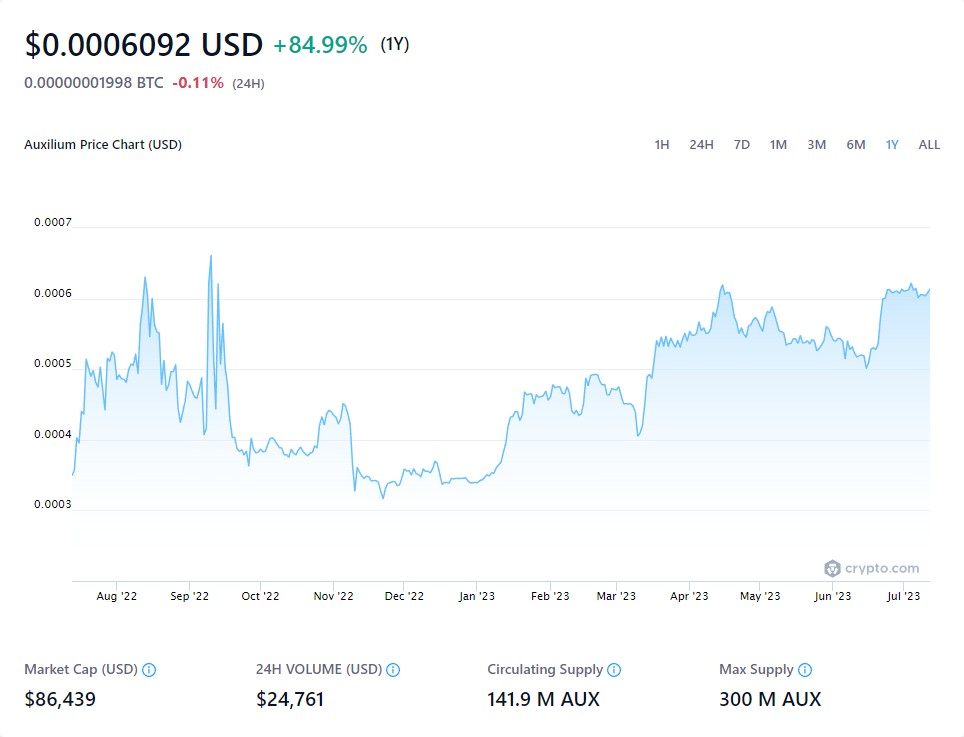 $0.0006092 USD +84.99% (1Y)
0.00000001998 BTC -0.11% (24H)
Auxilium Price Chart (USD) 1H 24H 7D 1M 3M 6M 1Y ALL
0.0007
0.0006
0.0005
0.0004
0.0003
crypto.com
Aug '22 Sep '22 Oct '22 Nov '22 Dec '22 Jan '23 Feb '23 Mar '23 Apr '23 May '23 Jun '23 Jul '23
Market Cap (USD) 24H VOLUME (USD) Circulating Supply Max Supply
$86,439 $24,761 141.9 M AUX 300 M AUX